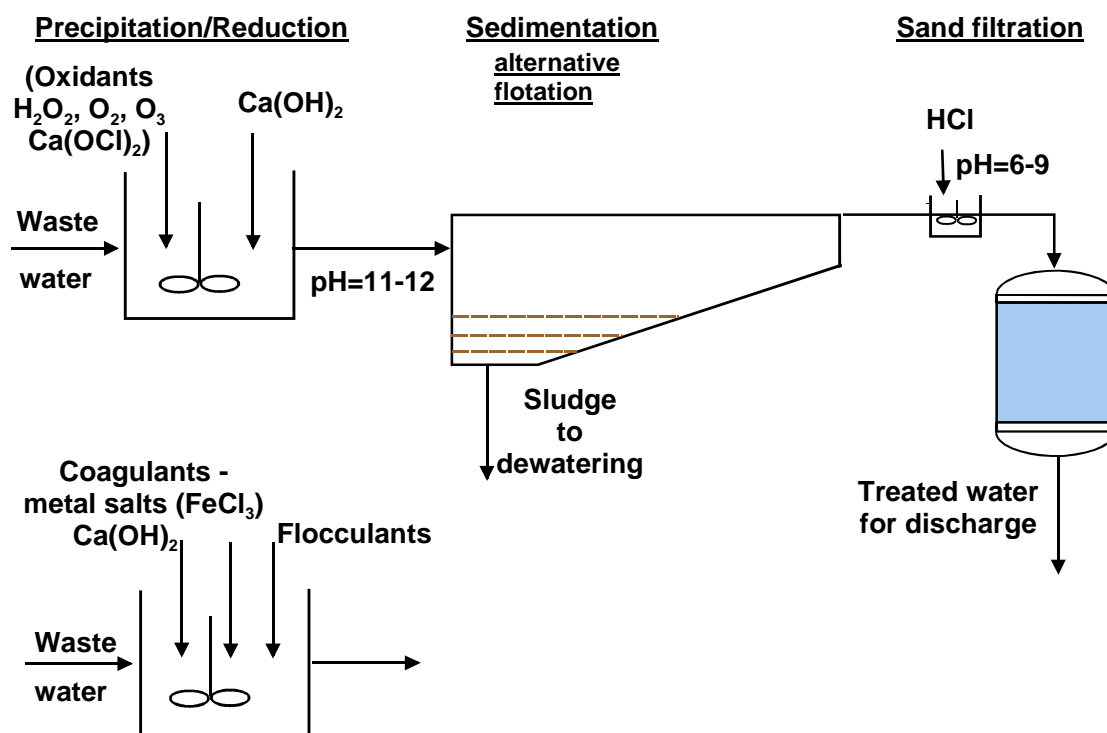 Precipitation/Reduction
(Oxidants
H₂O₂, O₂, O₃
Ca(OCl)₂)
Ca(OH)₂
Waste
water
pH=11-12
Sedimentation
alternative
flotation
Sludge
to
dewatering
Sand filtration
HCl
pH=6-9
Treated water
for discharge
Coagulants -
metal salts (FeCl₃)
Ca(OH)₂
Flocculants
Waste
water